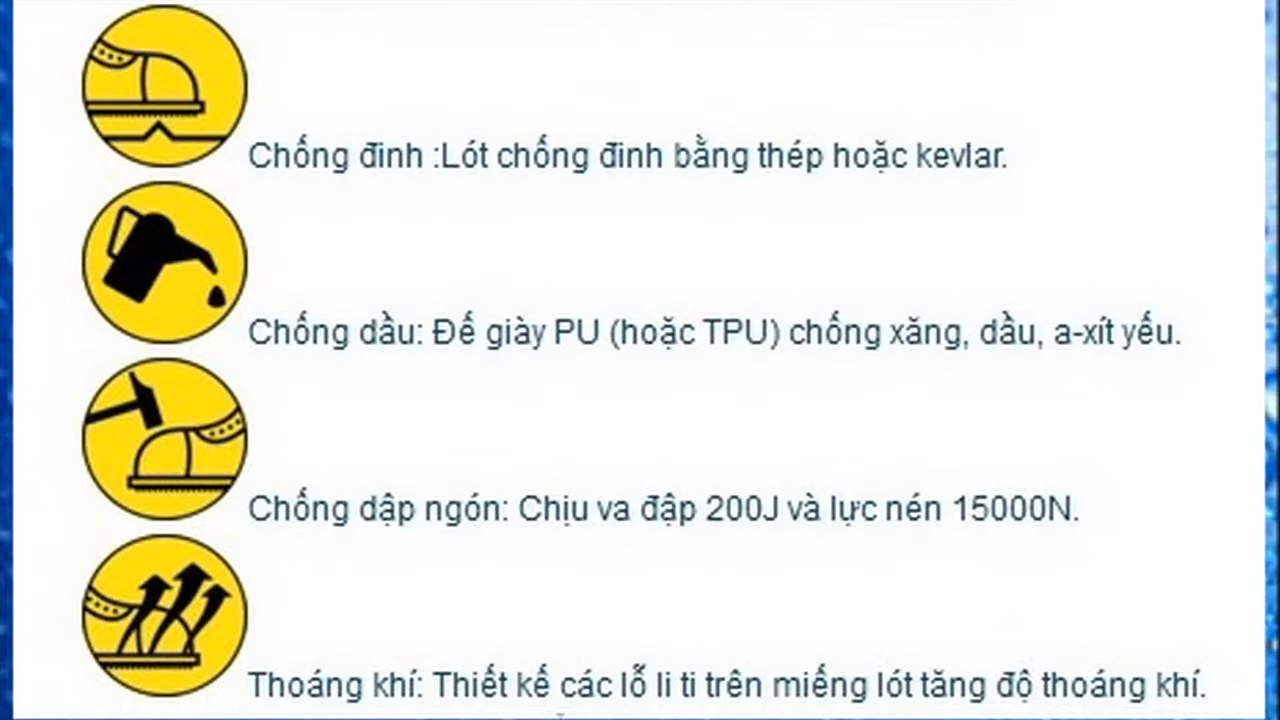 Chống đinh :Lót chống đinh bằng thép hoặc kevlar.
Chống dầu: Đế giày PU (hoặc TPU) chống xăng, dầu, a-xít yếu.
Chống dập ngón: Chịu va đập 200J và lực nén 15000N.
Thoáng khí: Thiết kế các lỗ li ti trên miếng lót tăng độ thoáng khí.